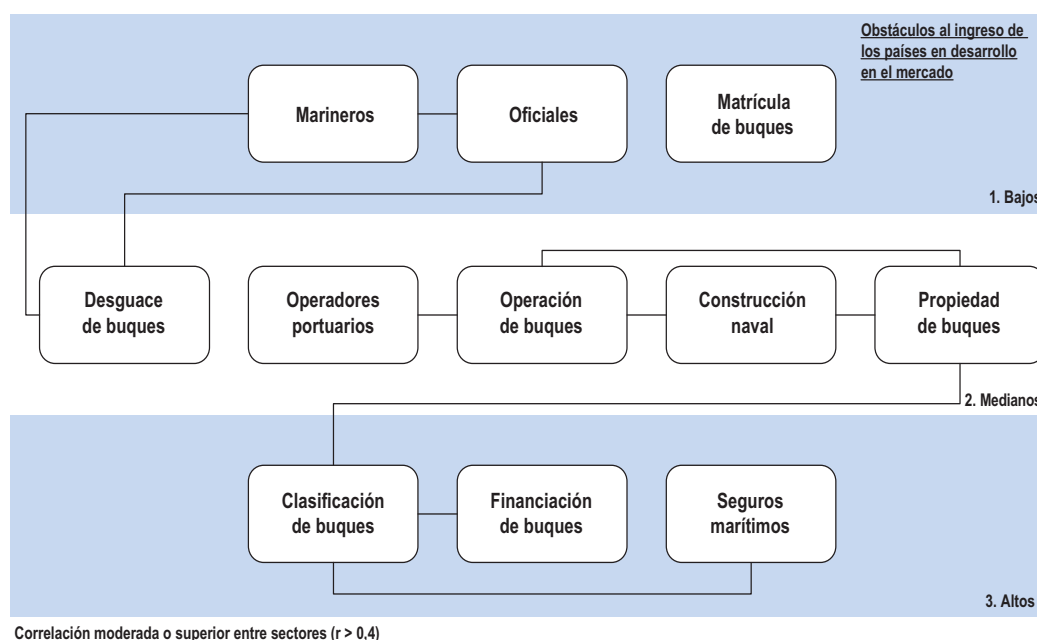 Obstáculos al ingreso de
los países en desarrollo
en el mercado
Marineros
Oficiales
Matrícula
de buques
1. Bajos
Desguace
de buques
Operadores
portuarios
Operación
de buques
Construcción
naval
Propiedad
de buques
2. Medianos
Clasificación
de buques
Financiación
de buques
Seguros
marítimos
3. Altos
Correlación moderada o superior entre sectores (r > 0,4)